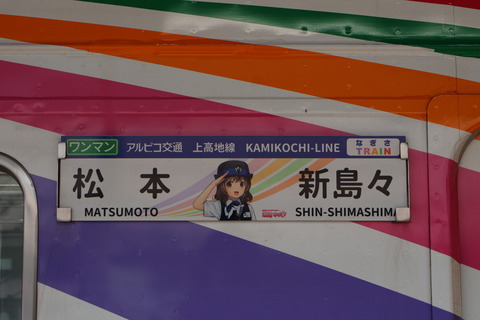 ワンマン アルピコ交通 上高地線 KAMIKOCHI-LINE なぎさ TRAIN
松本 新島々
MATSUMOTO SHIN-SHIMASHIMA